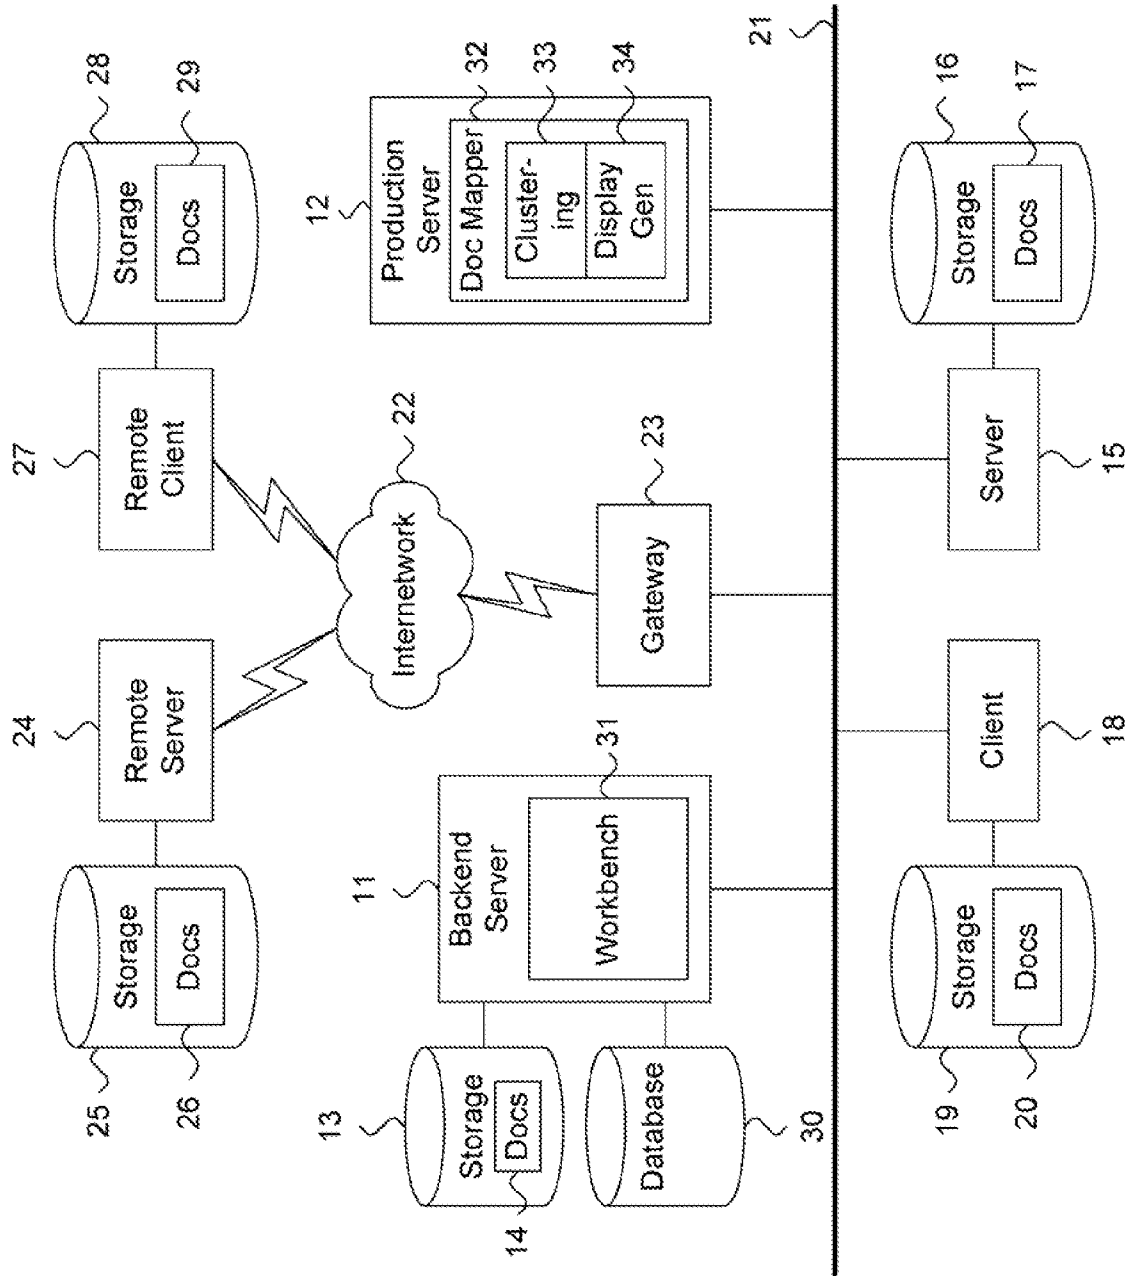 24
27
25
28
Storage
Remote
Server
Remote
Client
Storage
26
Docs
Docs
29
13
11
22
12
Internetwork
Production
Server
Storage
Docs
14
Backend
Server
Doc Mapper
32
Workbench
31
Cluster-
ing
33
Display
Gen
34
Database
30
Gateway
23
21
19
16
Storage
Client
Server
Storage
20
Docs
Docs
17
18
15